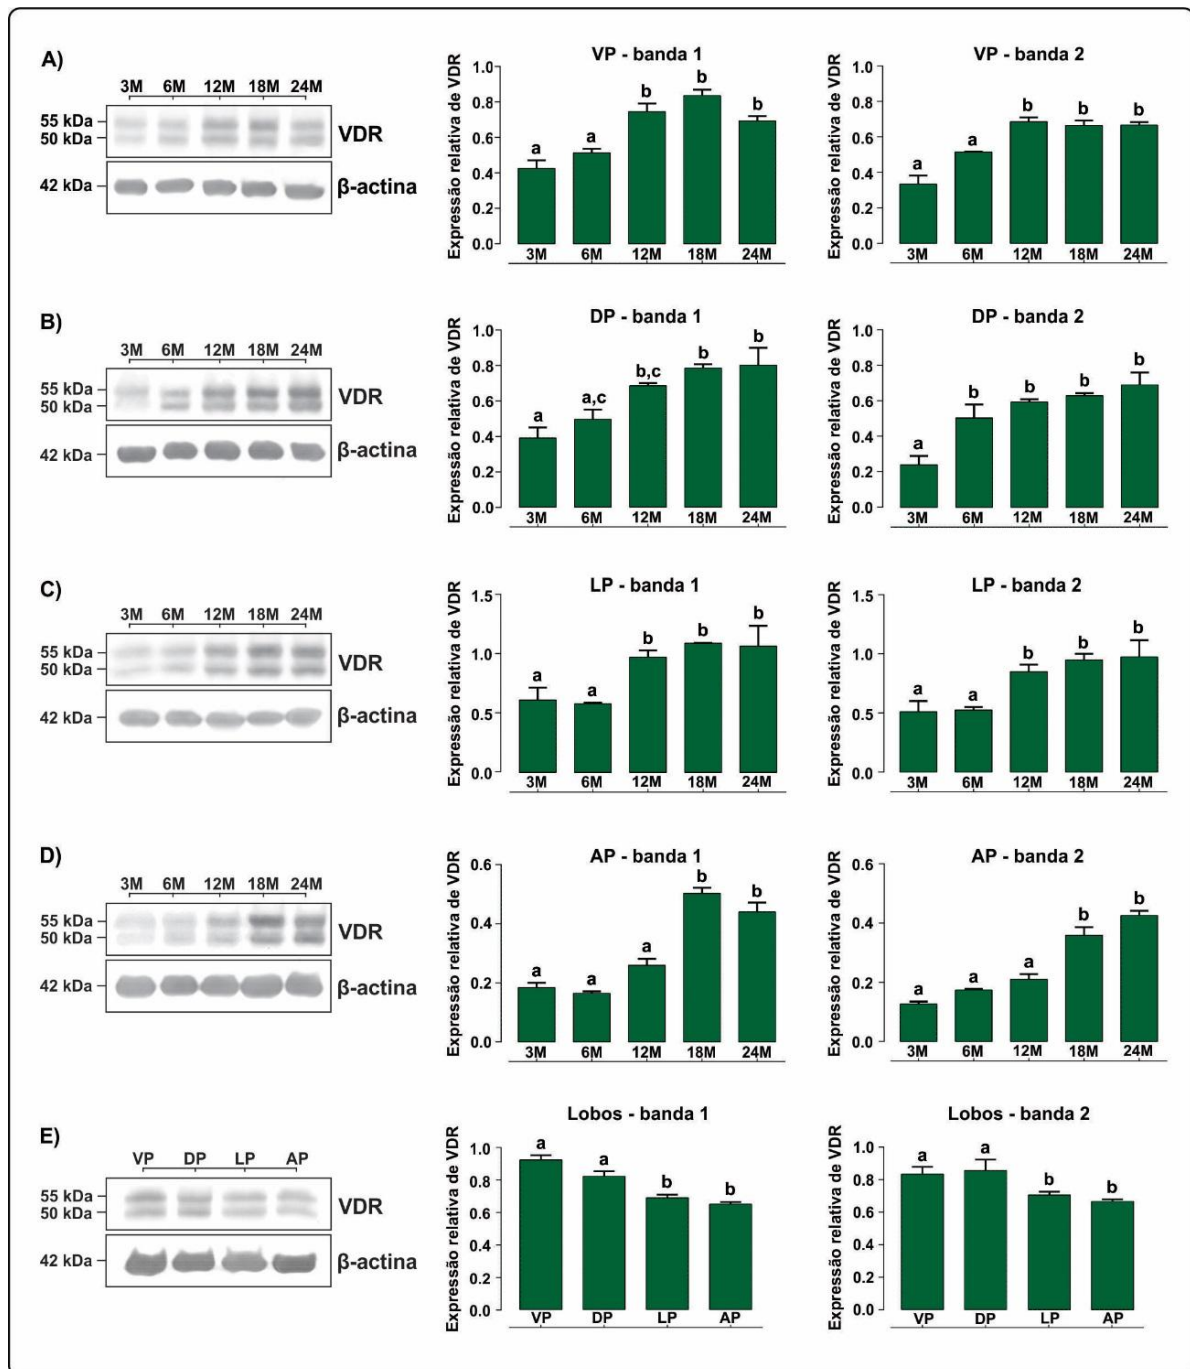 A)
3M 6M 12M 18M 24M
55 kDa
50 kDa
VDR
42 kDa
β-actina
VP - banda 1
Expressão relativa de VDR
1.0
0.8
0.6
0.4
0.8
0.0
a a b b b
3M 6M 12M 18M 24M
VP - banda 2
Expressão relativa de VDR
1.0
0.8
0.6
0.4
0.8
0.0
a a b b b
3M 6M 12M 18M 24M
B)
3M 6M 12M 18M 24M
55 kDa
50 kDa
VDR
42 kDa
β-actina
DP - banda 1
Expressão relativa de VDR
1.0
0.8
0.6
0.4
0.2
0.0
a a,c b,c b b
3M 6M 12M 18M 24M
DP - banda 2
Expressão relativa de VDR
1.0
0.8
0.6
0.4
0.2
0.0
a b b b b
3M 6M 12M 18M 24M
C)
3M 6M 12M 18M 24M
55 kDa
50 kDa
VDR
42 kDa
β-actina
LP - banda 1
Expressão relativa de VDR
1.5
1.0
0.5
0.0
a a b b b
3M 6M 12M 18M 24M
LP - banda 2
Expressão relativa de VDR
1.5
1.0
0.5
0.0
a a b b b
3M 6M 12M 18M 24M
D)
3M 6M 12M 18M 24M
55 kDa
50 kDa
VDR
42 kDa
β-actina
AP - banda 1
Expressão relativa de VDR
0.6
0.4
0.2
0.0
a a a b b
3M 6M 12M 18M 24M
AP - banda 2
Expressão relativa de VDR
0.6
0.4
0.2
0.0
a a a b b
3M 6M 12M 18M 24M
E)
VP DP LP AP
55 kDa
50 kDa
VDR
42 kDa
β-actina
Lobos - banda 1
Expressão relativa de VDR
1.0
0.8
0.6
0.4
0.2
0.0
a a b b
VP DP LP AP
Lobos - banda 2
Expressão relativa de VDR
1.0
0.8
0.6
0.4
0.2
0.0
a a b b
VP DP LP AP